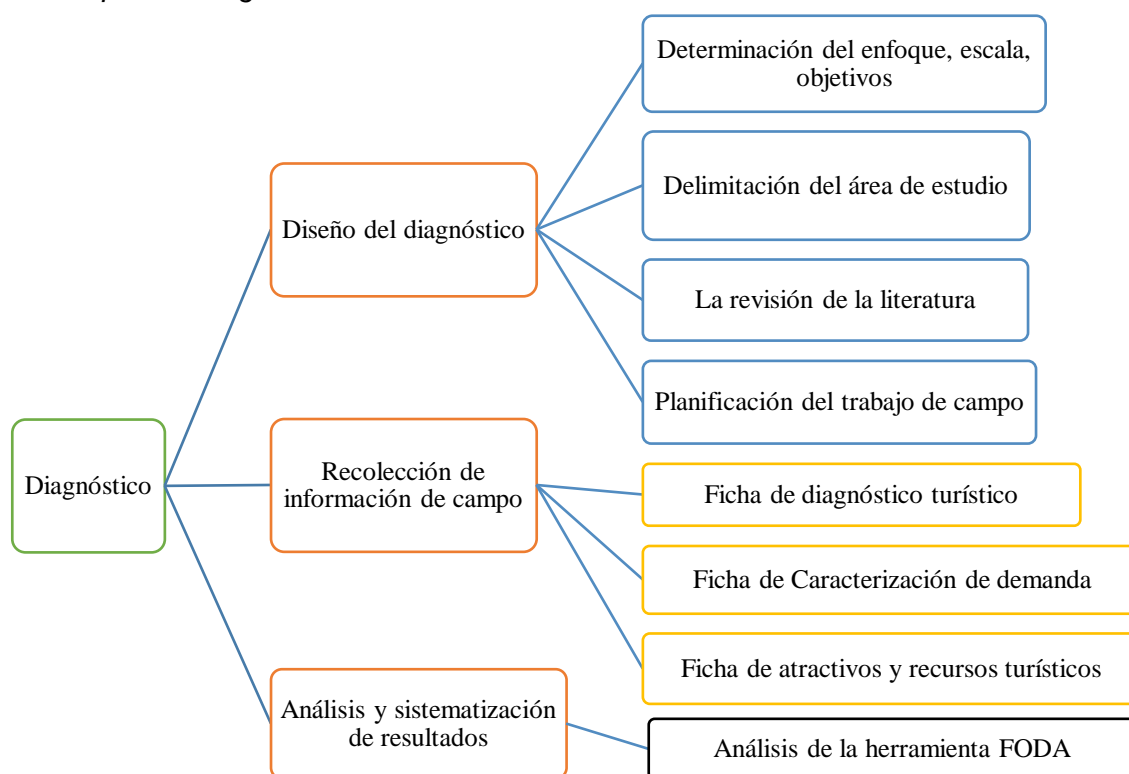 Determinación del enfoque, escala,
objetivos
Delimitación del área de estudio
Diseño del diagnóstico
La revisión de la literatura
Planificación del trabajo de campo
Diagnóstico
Recolección de
información de campo
Ficha de diagnóstico turístico
Ficha de Caracterización de demanda
Ficha de atractivos y recursos turísticos
Análisis y sistematización
de resultados
Análisis de la herramienta FODA